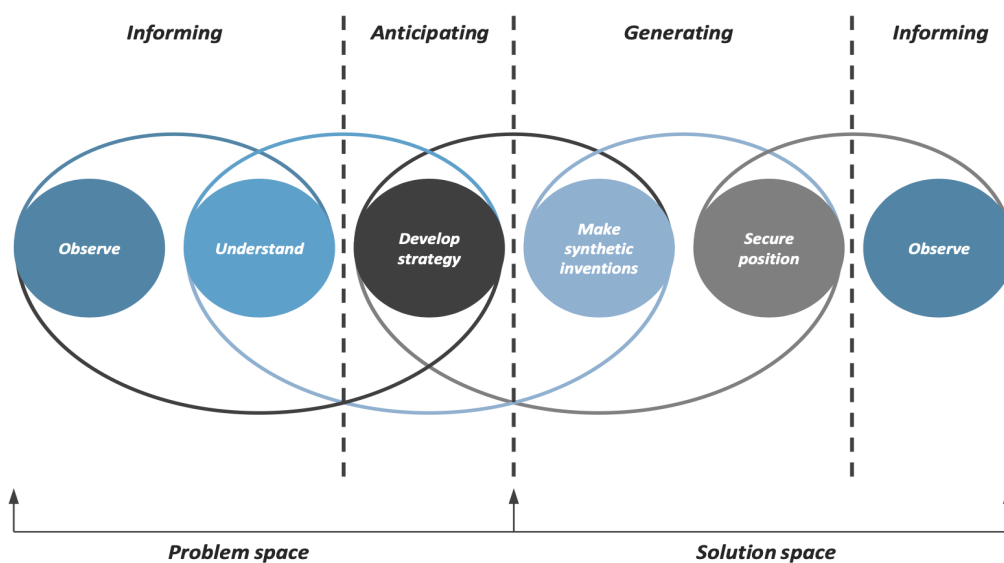 Informing
Anticipating
Generating
Informing
Observe
Understand
Develop
strategy
Make
synthetic
inventions
Secure
position
Observe
Problem space
Solution space